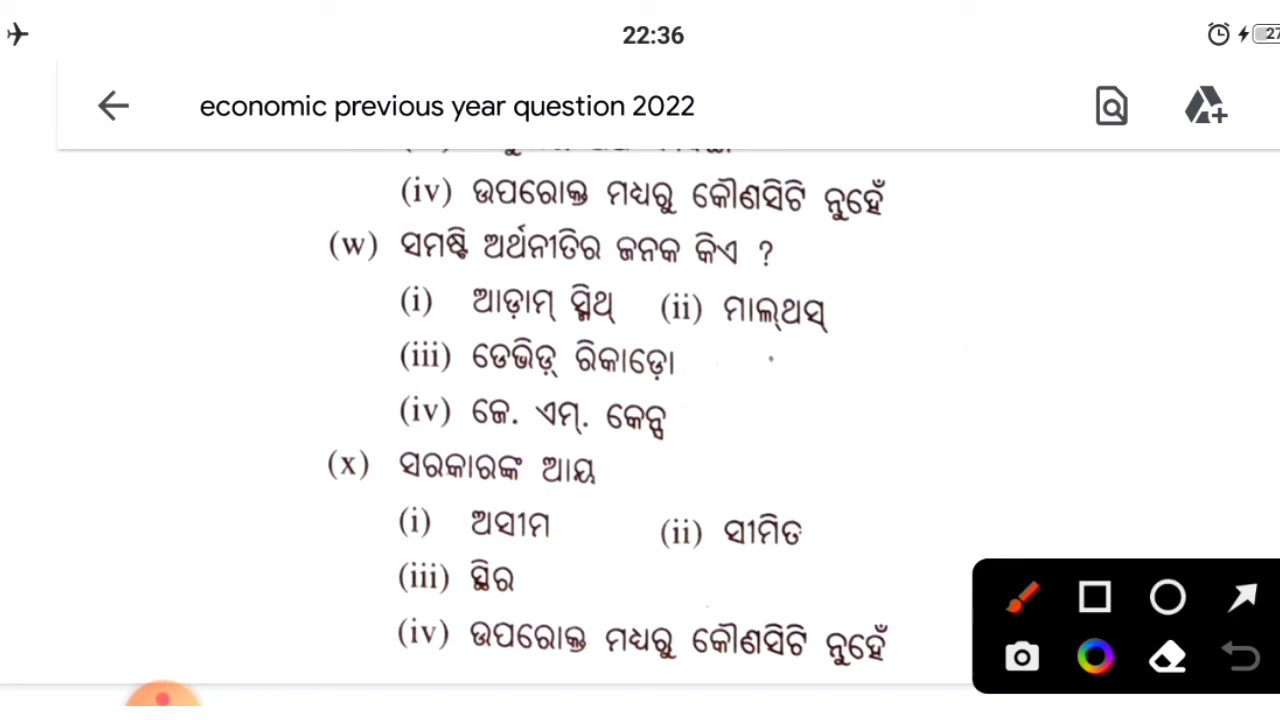 22:36
27
economic previous year question 2022
(iv) ଉପରୋକ୍ତ ମଧ୍ୟରୁ କୌଣସିଟି ନୁହେଁ
(w) ସମଷ୍ଟି ଅର୍ଥନୀତିର ଜନକ କିଏ ?
(i) ଆଡ଼ାମ୍ ସ୍ମିଥ୍ (ii) ମାଲ୍‌ଥସ୍
(iii) ଡେଭିଡ଼୍ ରିକାଡ଼ୋ
(iv) ଜେ. ଏମ୍. କେନ୍ସ
(x) ସରକାରଙ୍କ ଆୟ
(i) ଅସୀମ (ii) ସୀମିତ
(iii) ସ୍ଥିର
(iv) ଉପରୋକ୍ତ ମଧ୍ୟରୁ କୌଣସିଟି ନୁହେଁ